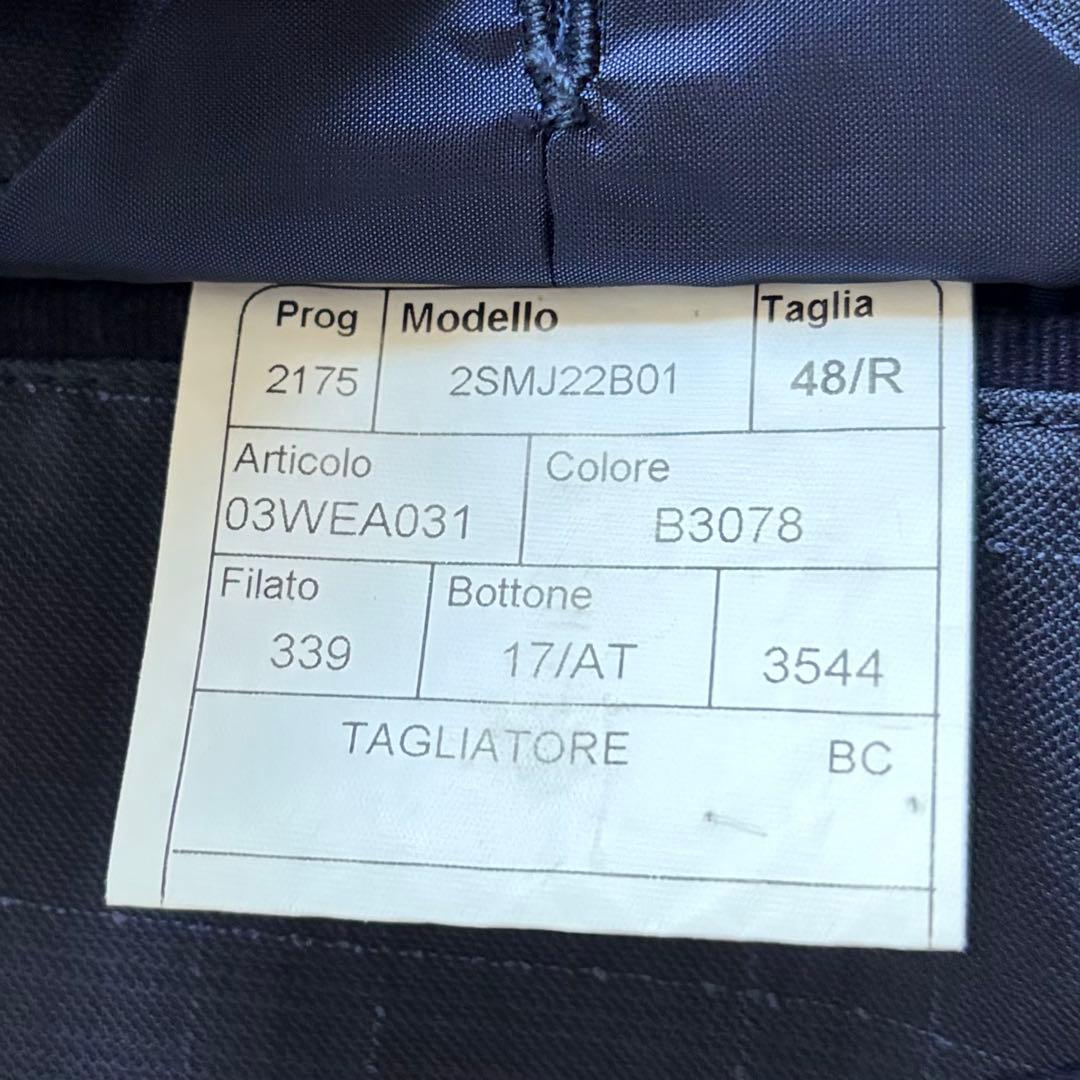 Prog Modello Taglia
2175 2SMJ22B01 48/R
Articolo Colore
03WEA031 B3078
Filato Bottone
339 17/AT 3544
TAGLIATORE BC